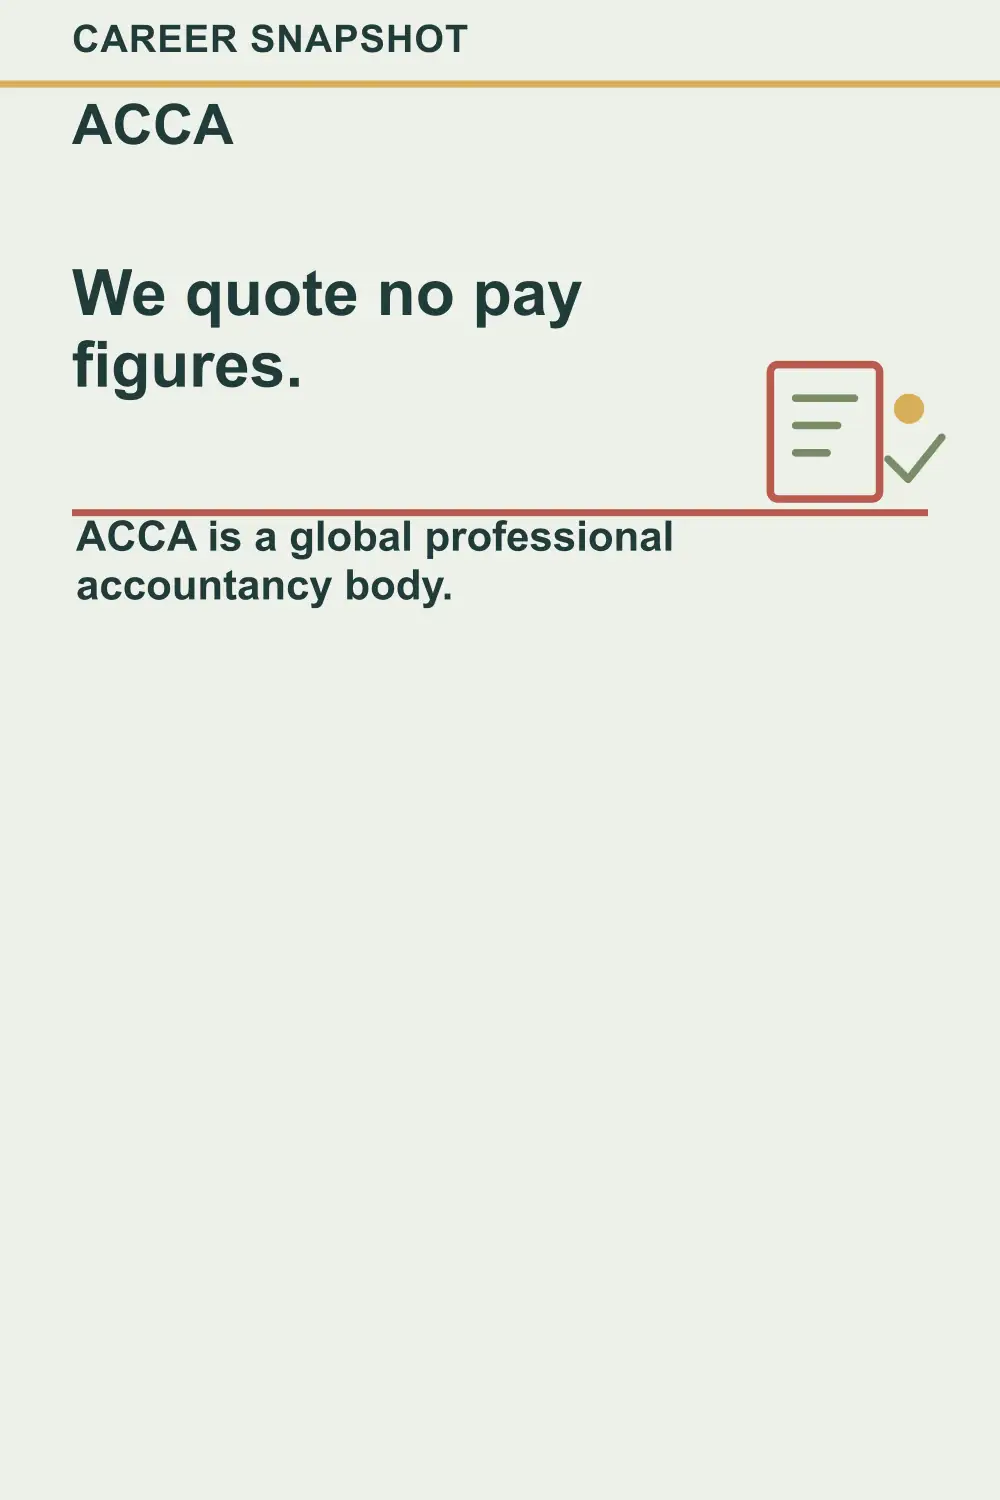 CAREER SNAPSHOT
ACCA
We quote no pay
figures.
ACCA is a global professional
accountancy body.